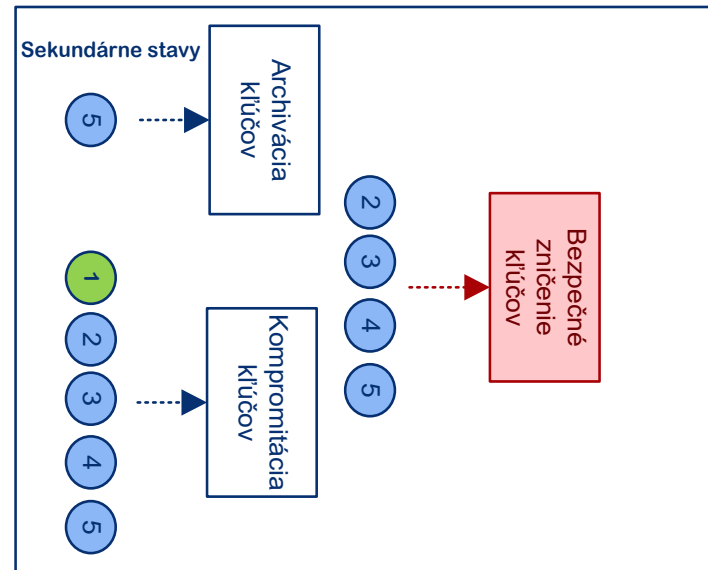 Sekundárne stavy
5
Archivácia
kľúčov
2
3
4
5
Bezpečné
zničenie
kľúčov
1
2
3
4
5
Kompromitácia
kľúčov